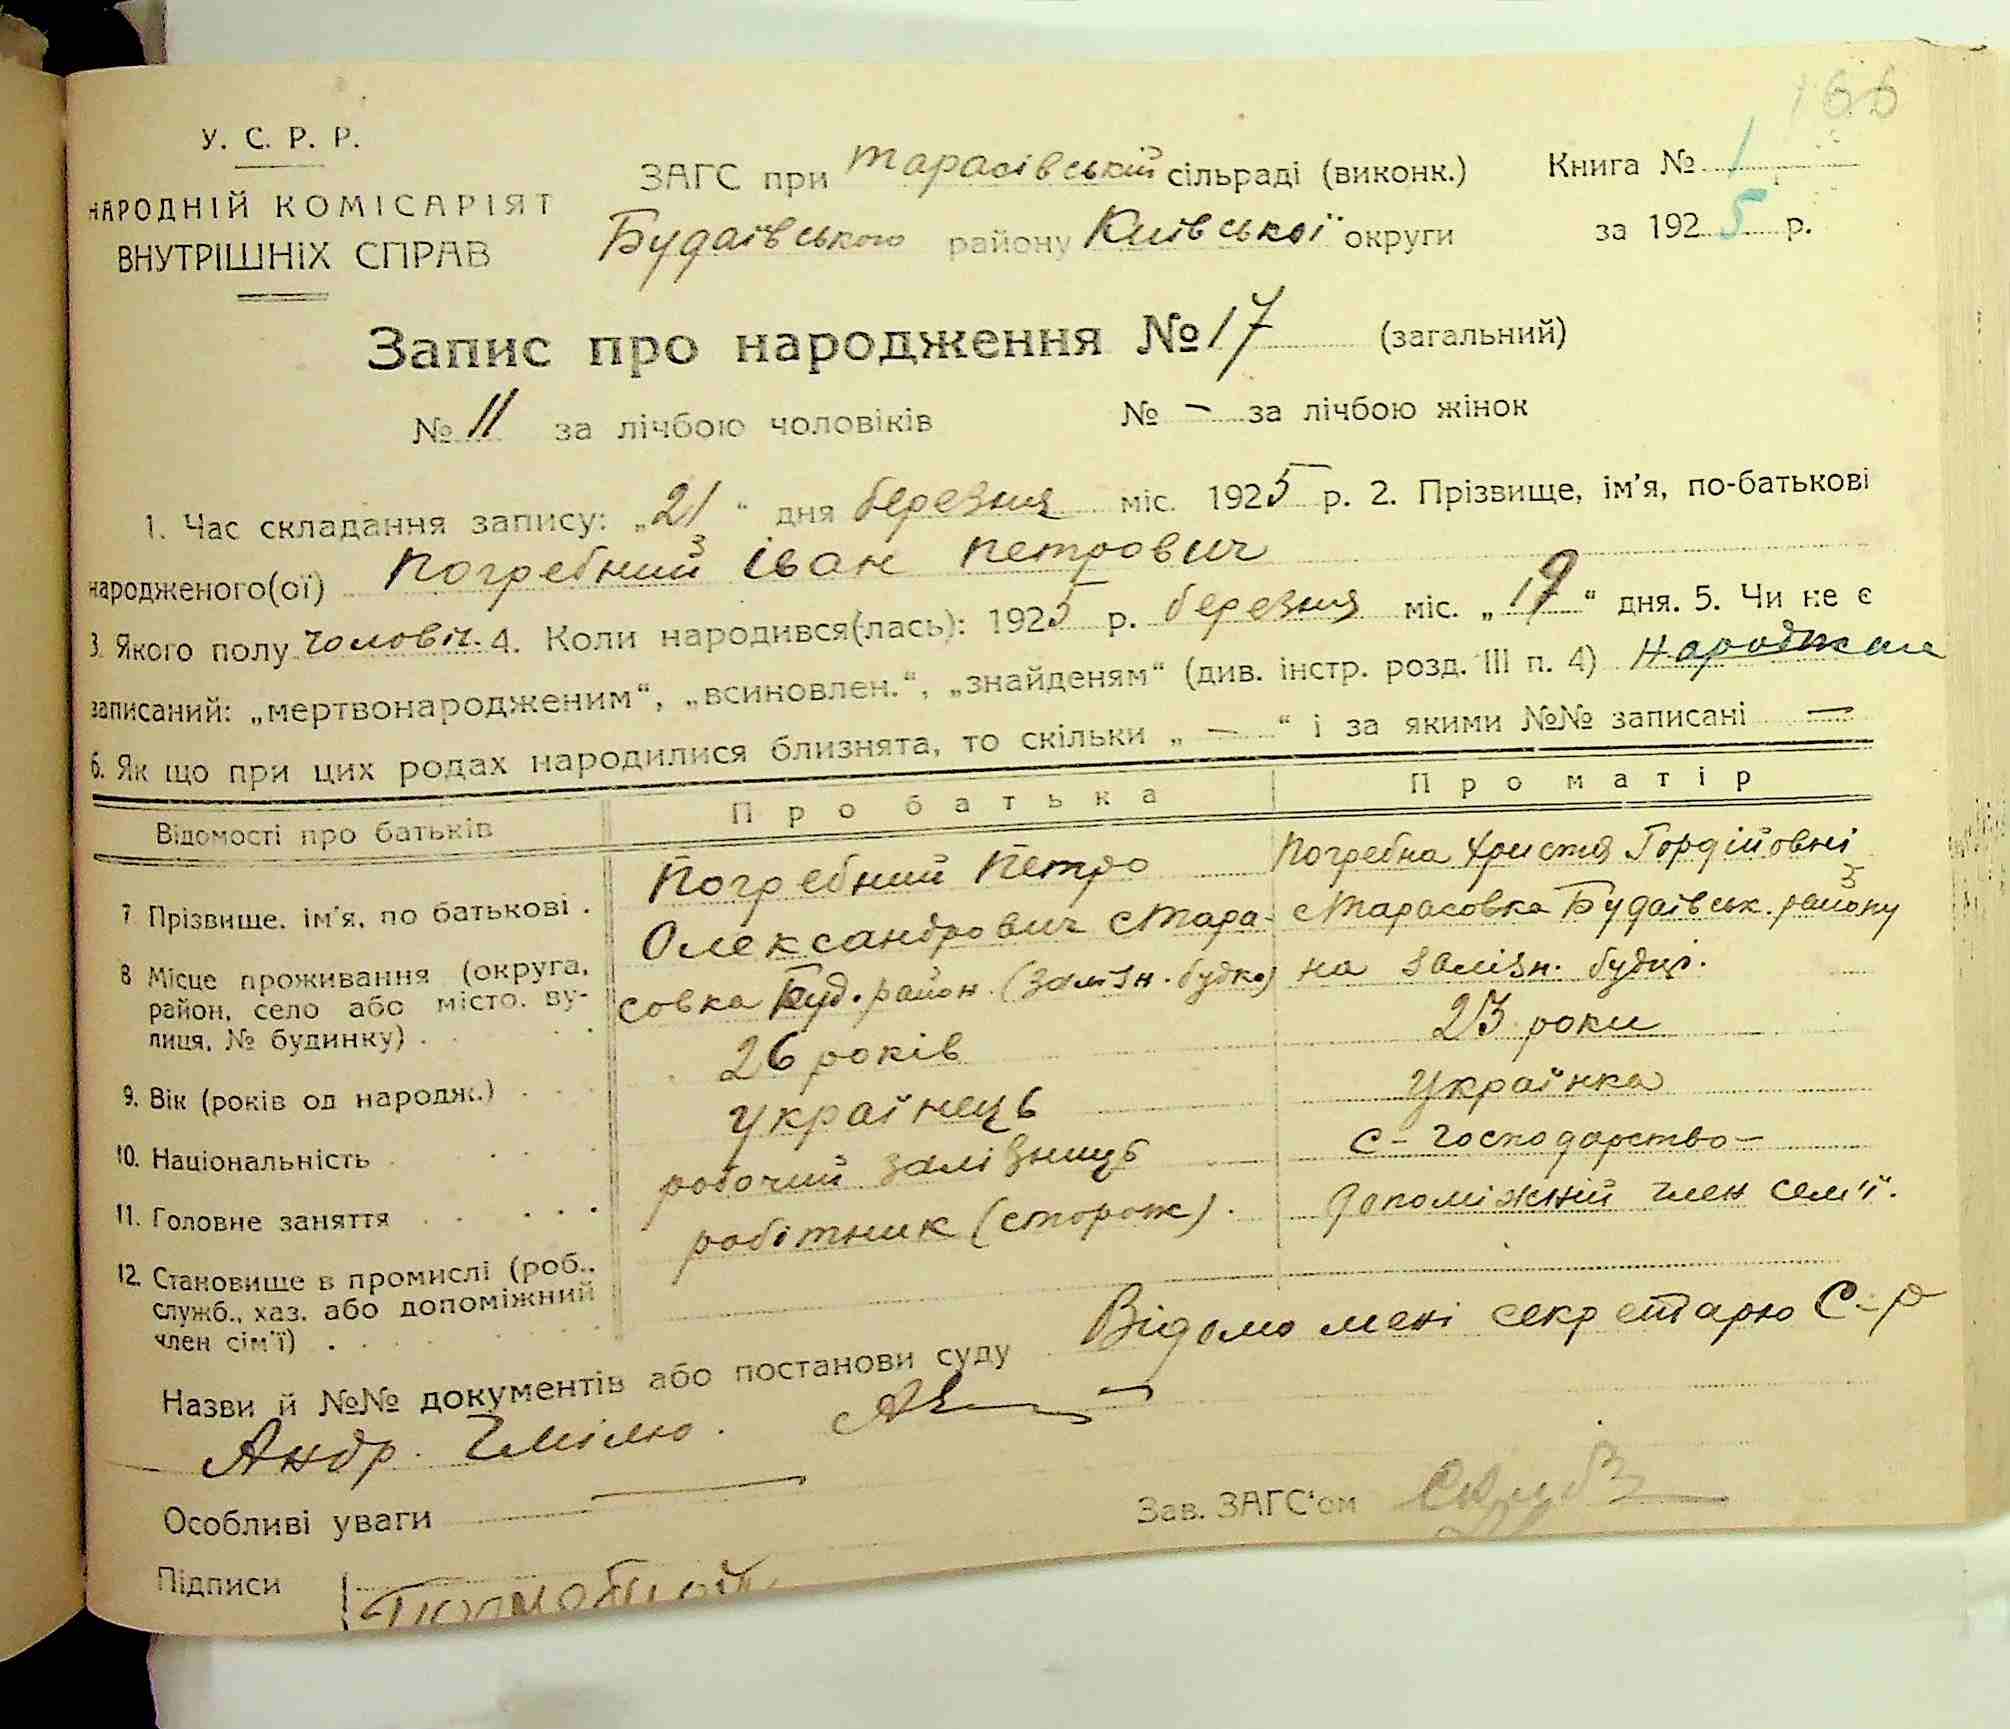 166
У. С. Р. Р.
НАРОДНІЙ КОМІСАРІЯТ
ВНУТРІШНІХ СПРАВ
ЗАГС при Тарасівській сільраді (виконк.)
Будаївського району Київської округи
Книга № 1
за 1925 р.
Запис про народження № 17 (загальний)
№ 11 за лічбою чоловіків № – за лічбою жінок
1. Час складання запису: „21“ дня березня міс. 1925 р. 2. Прізвище, ім’я, по-батькові
народженого(ої) Погребний Іван Петрович
3. Якого полу чоловіч. 4. Коли народився(лась): 1925 р. березня міс. „19“ дня. 5. Чи не є
записаний: „мертвонародженим“, „всиновлен.“, „знайденям“ (див. інстр. розд. III п. 4)
6. Як що при цих родах народилися близнята, то скільки „ — “ і за якими №№ записані —
Відомості про батьків Про батька Про матір
7 Прізвище, ім’я, по батькові . Погребний Петро Погребна Христя Гордійовні
Олександрович с Тара- с Тарасовка Будаївськ. району
8 Місце проживання (округа, район, село або місто, вулиця, № будинку) . совка Буд. район. (залізн. будка) на залізн. будці.
9. Вік (років од народж.) 26 років 23 роки
10. Національність українець українка
11. Головне заняття робочий залізниць с-господарство-
12. Становище в промислі (роб., служб., хаз. або допоміжний член сім’ї) . робітник (сторож). допоміжний член сем'ї.
Назви й №№ документів або постанови суду Відомо мені секретарю С-р
Андр.
Особливі уваги —
Зав. ЗАГС‘ом
Підписи